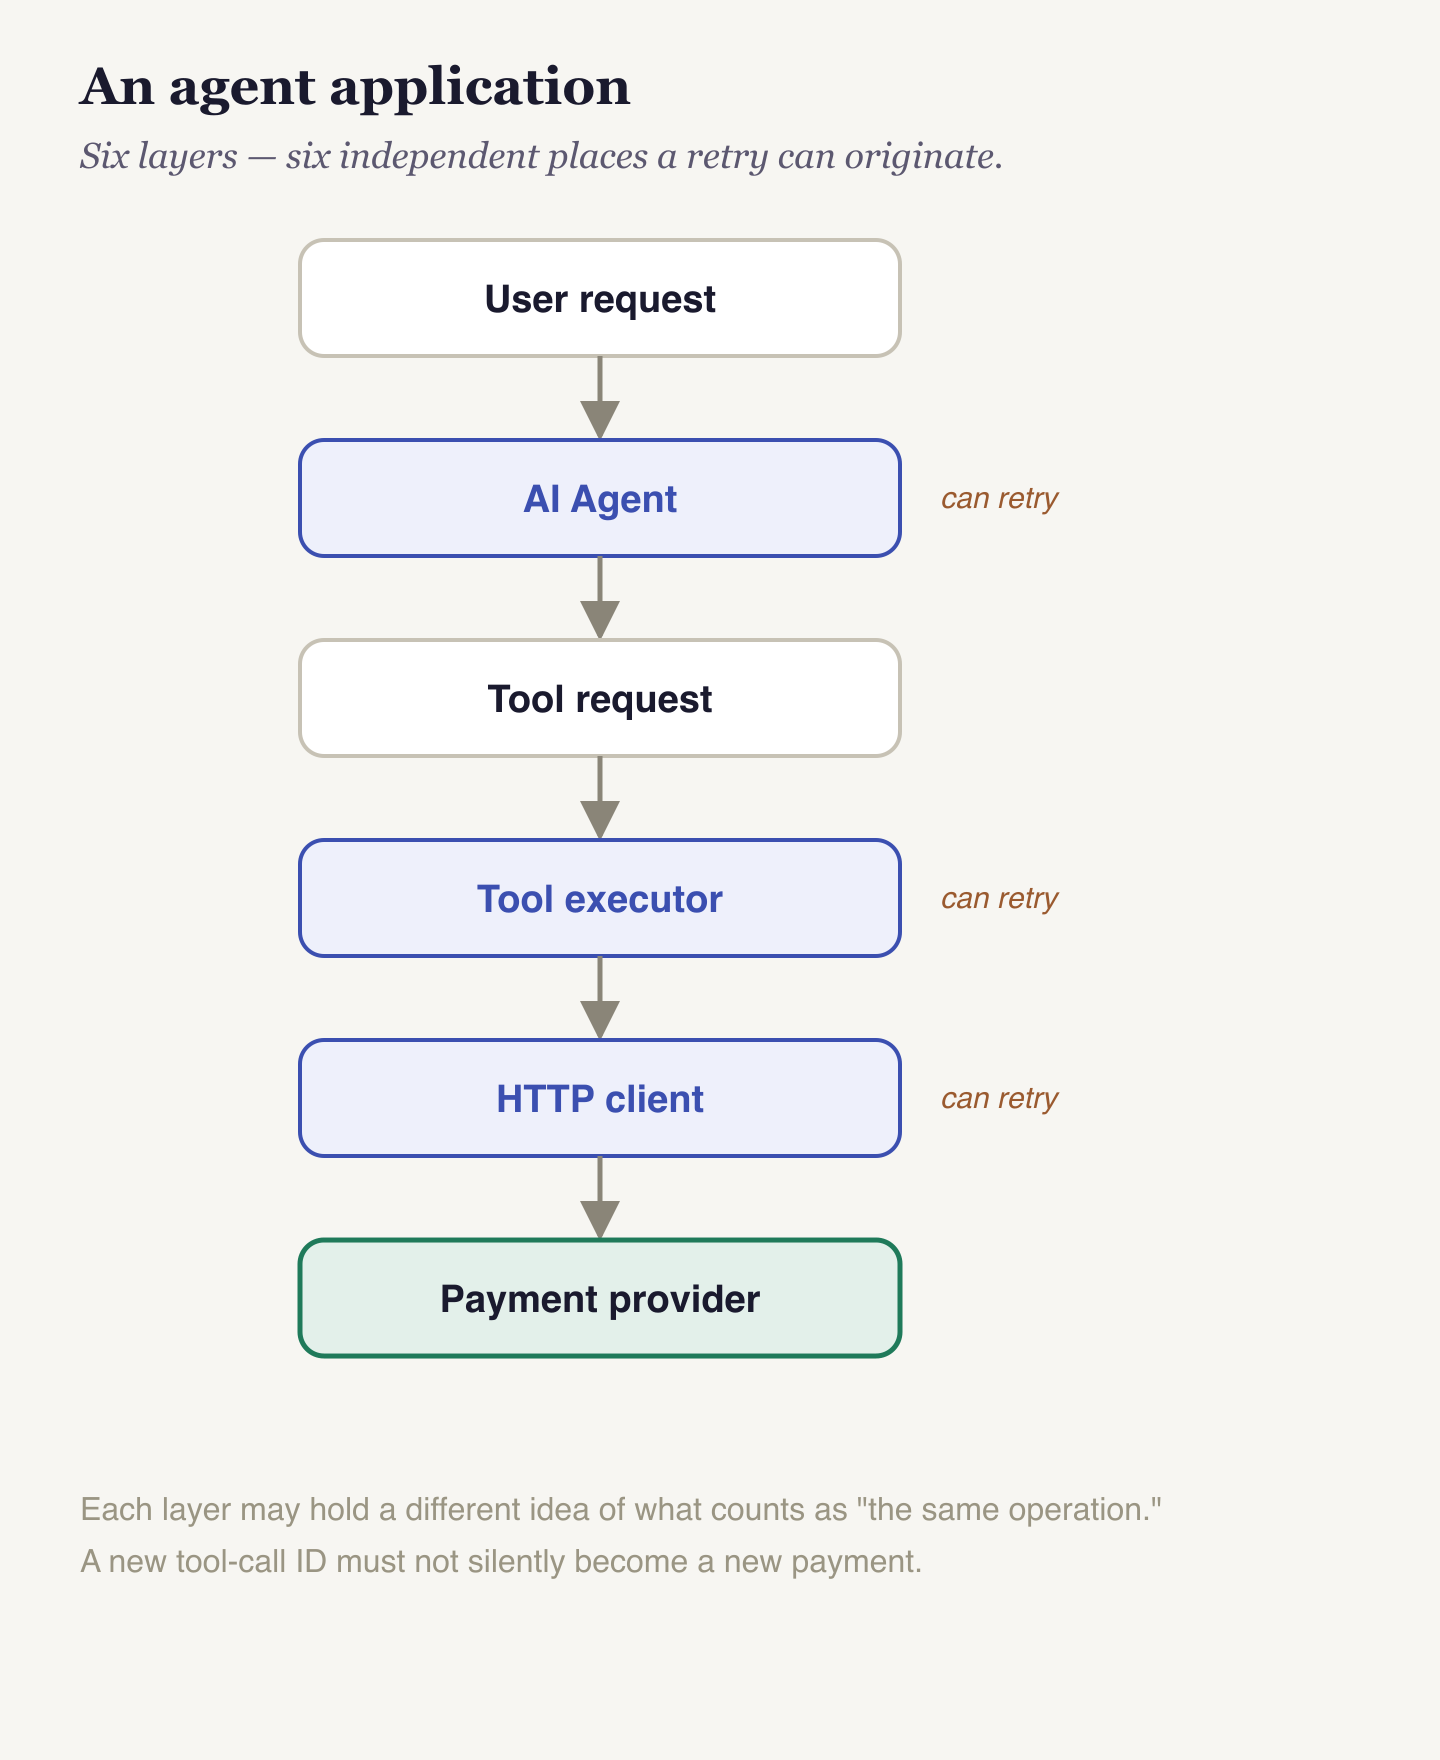 An agent application
Six layers — six independent places a retry can originate.
User request
AI Agent
can retry
Tool request
Tool executor
can retry
HTTP client
can retry
Payment provider
Each layer may hold a different idea of what counts as "the same operation."
A new tool-call ID must not silently become a new payment.